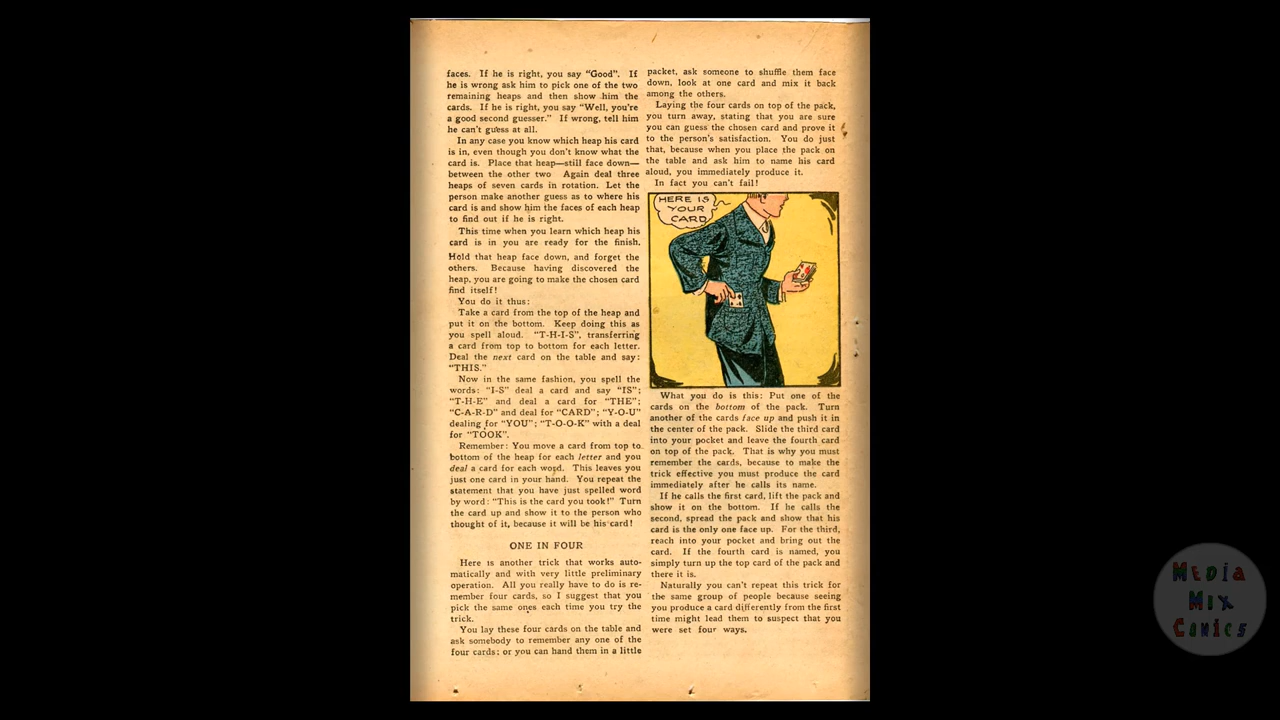 faces. If he is right, you say "Good". If
he is wrong ask him to pick one of the two
remaining heaps and then show him the
cards. If he is right, you say "Well, you're
a good second guesser." If wrong, tell him
he can't guess at all.
In any case you know which heap his card
is in, even though you don't know what the
card is. Place that heap—still face down—
between the other two Again deal three
heaps of seven cards in rotation. Let the
person make another guess as to where his
card is and show him the faces of each heap
to find out if he is right.
This time when you learn which heap his
card is in you are ready for the finish.
Hold that heap face down, and forget the
others. Because having discovered the
heap, you are going to make the chosen card
find itself!
You do it thus:
Take a card from the top of the heap and
put it on the bottom. Keep doing this as
you spell aloud. "T-H-I-S", transferring
a card from top to bottom for each letter.
Deal the next card on the table and say:
"THIS."
Now in the same fashion, you spell the
words: "I-S" deal a card and say "IS";
"T-H-E" and deal a card for "THE";
"C-A-R-D" and deal for "CARD"; "Y-O-U"
dealing for "YOU"; "T-O-O-K" with a deal
for "TOOK".
Remember: You move a card from top to
bottom of the heap for each letter and you
deal a card for each word. This leaves you
just one card in your hand. You repeat the
statement that you have just spelled word
by word: "This is the card you took!" Turn
the card up and show it to the person who
thought of it, because it will be his card!
ONE IN FOUR
Here is another trick that works auto-
matically and with very little preliminary
operation. All you really have to do is re-
member four cards, so I suggest that you
pick the same ones each time you try the
trick.
You lay these four cards on the table and
ask somebody to remember any one of the
four cards; or you can hand them in a little
packet, ask someone to shuffle them face
down, look at one card and mix it back
among the others.
Laying the four cards on top of the pack,
you turn away, stating that you are sure
you can guess the chosen card and prove it
to the person's satisfaction. You do just
that, because when you place the pack on
the table and ask him to name his card
aloud, you immediately produce it.
In fact you can't fail!
HERE IS
YOUR
CARD
What you do is this: Put one of the
cards on the bottom of the pack. Turn
another of the cards face up and push it in
the center of the pack. Slide the third card
into your pocket and leave the fourth card
on top of the pack. That is why you must
remember the cards, because to make the
trick effective you must produce the card
immediately after he calls its name.
If he calls the first card, lift the pack and
show it on the bottom. If he calls the
second, spread the pack and show that his
card is the only one face up. For the third,
reach into your pocket and bring out the
card. If the fourth card is named, you
simply turn up the top card of the pack and
there it is.
Naturally you can't repeat this trick for
the same group of people because seeing
you produce a card differently from the first
time might lead them to suspect that you
were set four ways.
MEDIA
MIX
COMICS